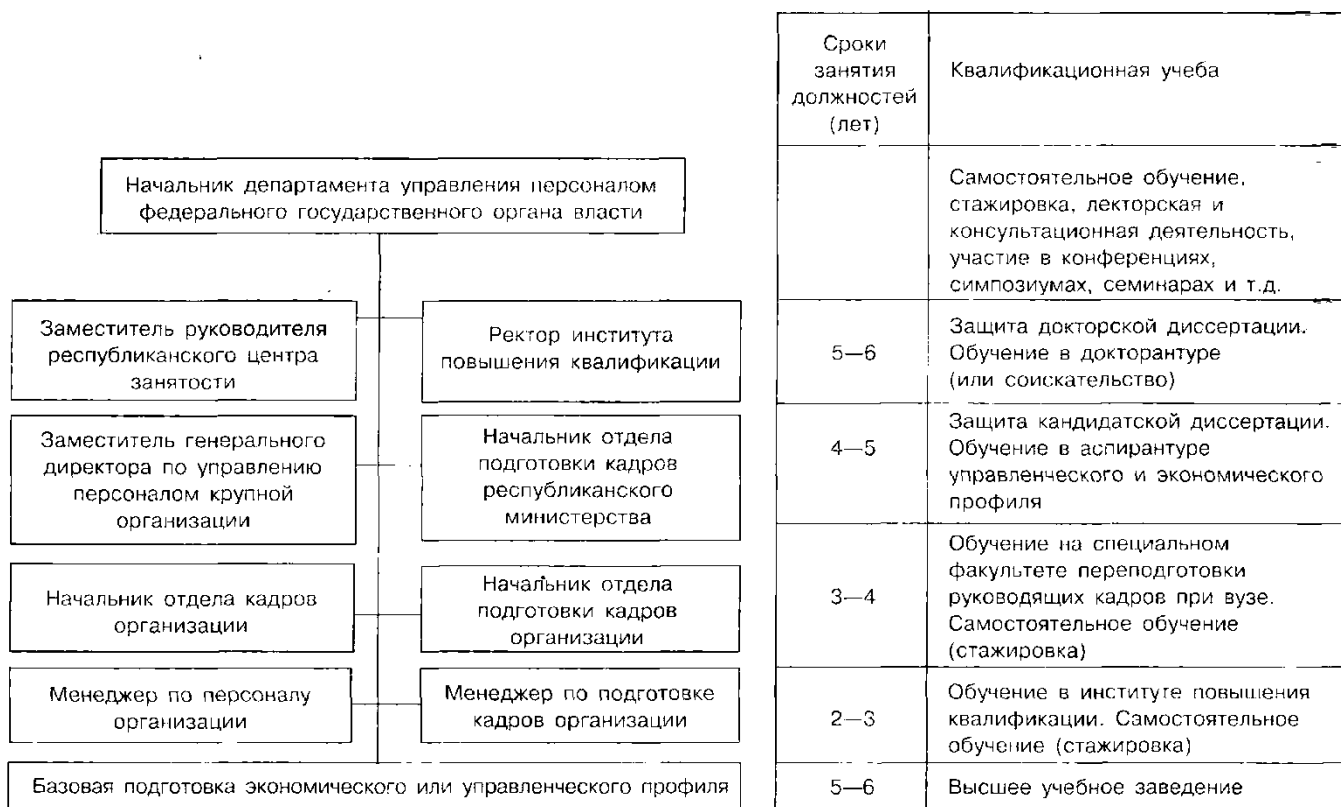 Сроки
занятия
должностей
(лет)
Квалификационная учеба
Начальник департамента управления персоналом
федерального государственного органа власти
Самостоятельное обучение,
стажировка, лекторская и
консультационная деятельность,
участие в конференциях,
симпозиумах, семинарах и т.д.
Заместитель руководителя
республиканского центра
занятости
Ректор института
повышения квалификации
5—6
Защита докторской диссертации.
Обучение в докторантуре
(или соискательство)
Заместитель генерального
директора по управлению
персоналом крупной
организации
Начальник отдела
подготовки кадров
республиканского
министерства
4—5
Защита кандидатской диссертации.
Обучение в аспирантуре
управленческого и экономического
профиля
Начальник отдела кадров
организации
Начальник отдела
подготовки кадров
организации
3—4
Обучение на специальном
факультете переподготовки
руководящих кадров при вузе.
Самостоятельное обучение
(стажировка)
Менеджер по персоналу
организации
Менеджер по подготовке
кадров организации
2—3
Обучение в институте повышения
квалификации. Самостоятельное
обучение (стажировка)
Базовая подготовка экономического или управленческого профиля
5—6
Высшее учебное заведение